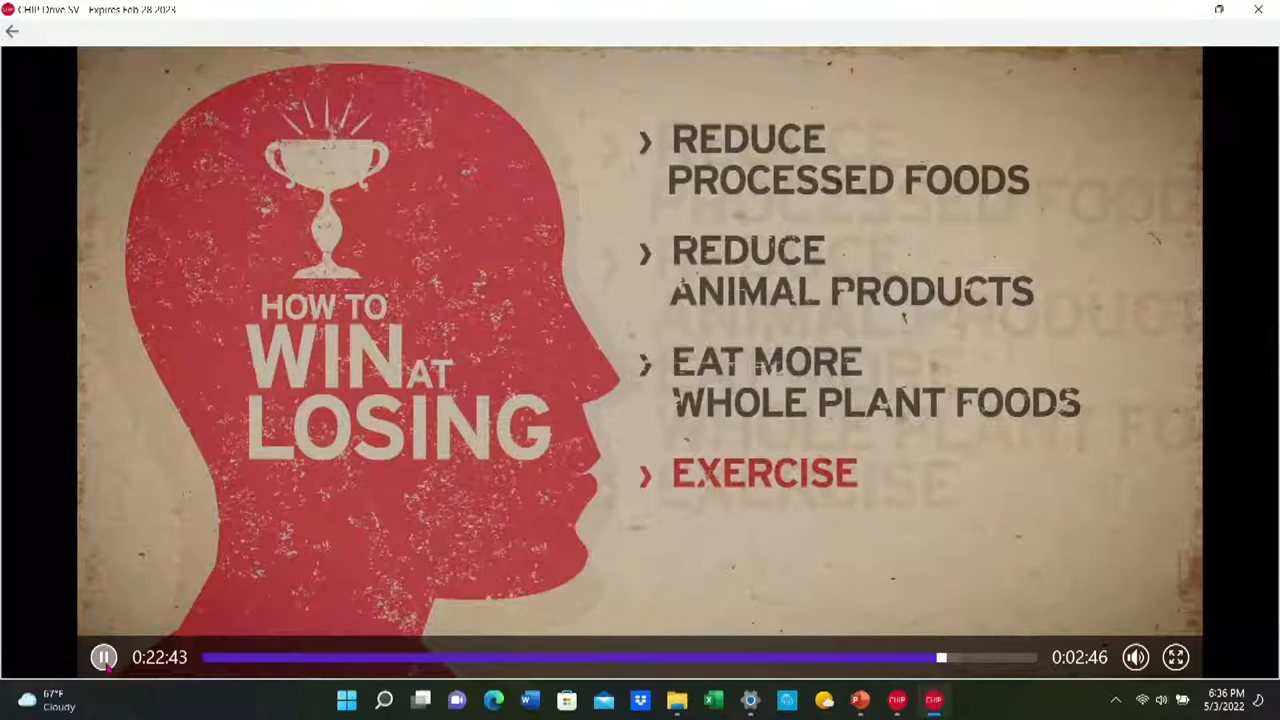 CHIP Drive SV - Expires Feb 28 2023
REDUCE
PROCESSED FOODS
REDUCE
ANIMAL PRODUCTS
EAT MORE
WHOLE PLANT FOODS
EXERCISE
HOW TO
WIN AT
LOSING
0:22:43
0:02:46
67°F
Cloudy
CHIP
CHIP
6:36 PM
5/3/2022